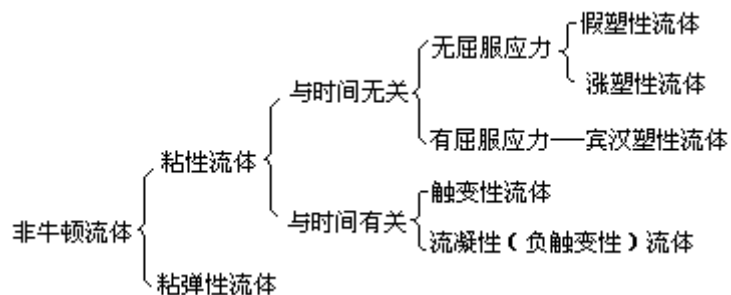 假塑性流体
无屈服应力
涨塑性流体
与时间无关
有屈服应力——宾汉塑性流体
粘性流体
触变性流体
与时间有关
非牛顿流体
流凝性(负触变性)流体
粘弹性流体